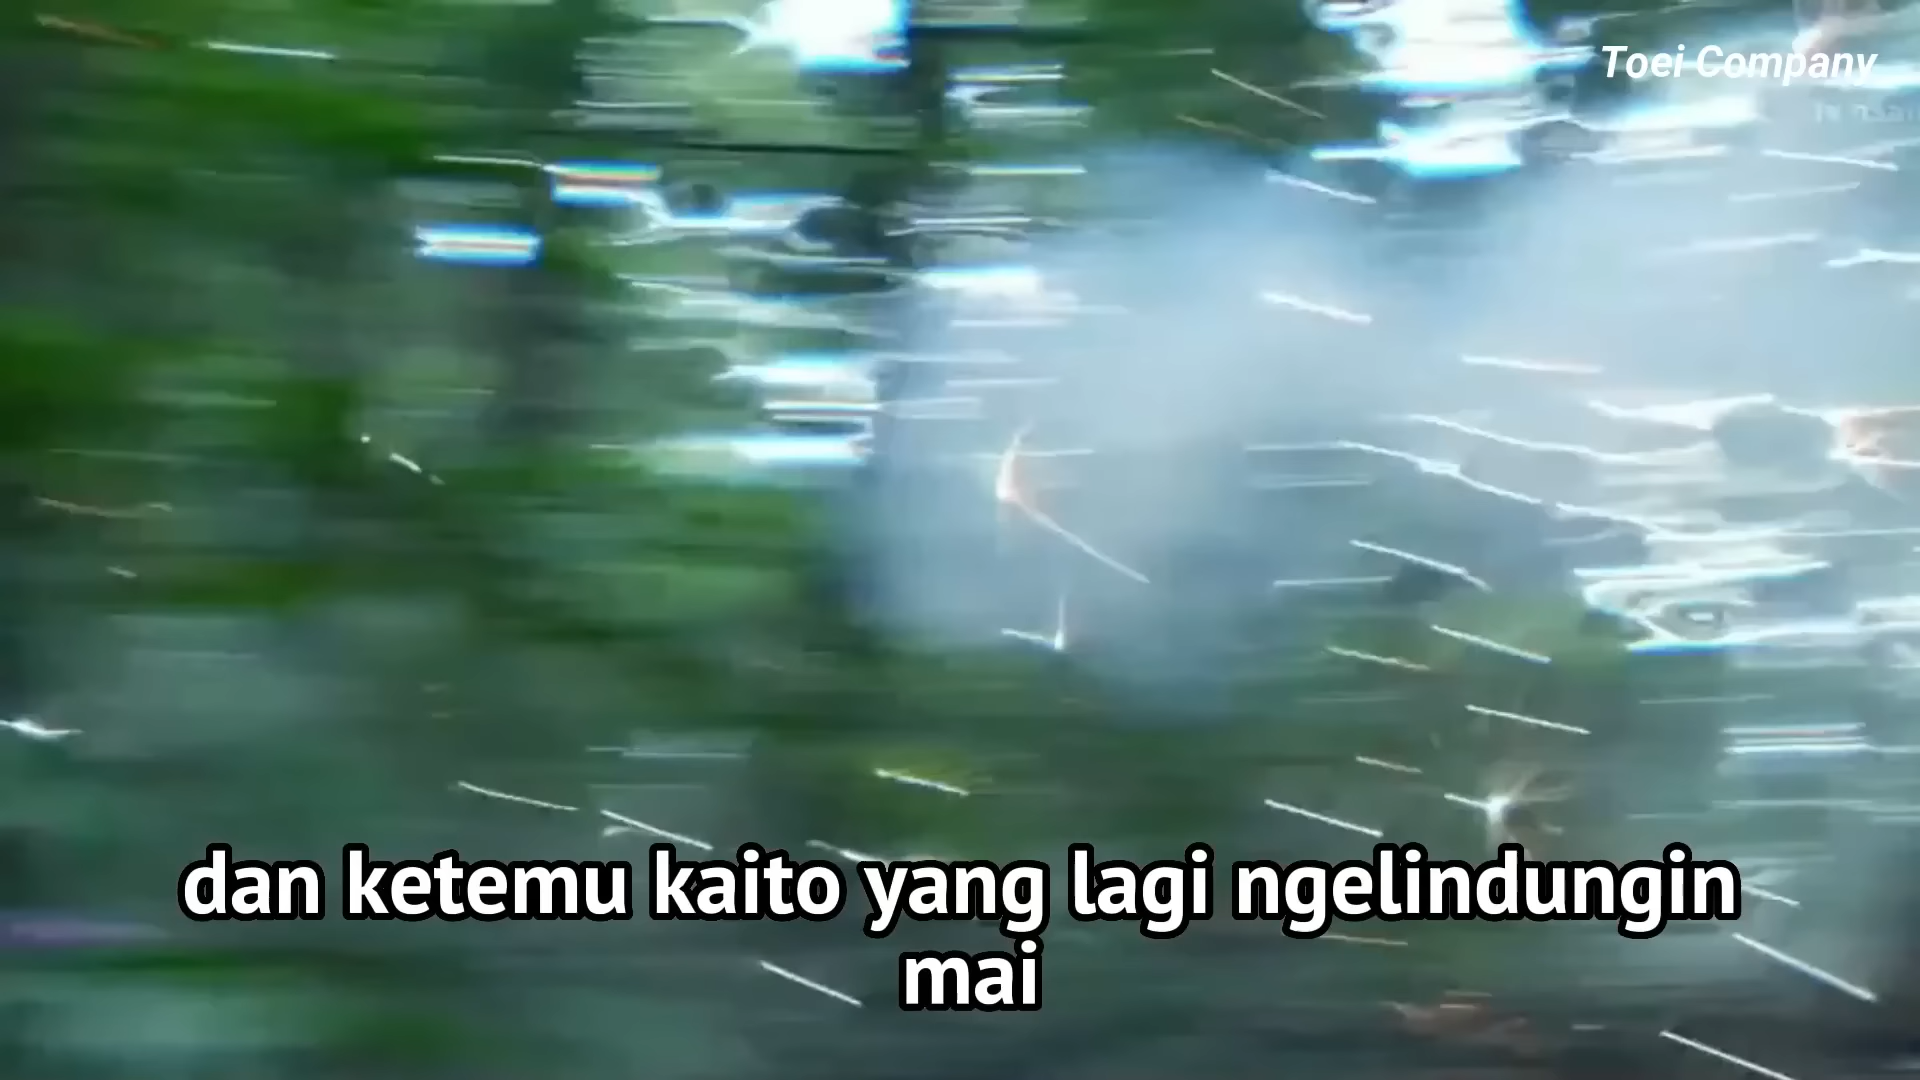 Toei Company
dan ketemu kaito yang lagi ngelindungin
mai